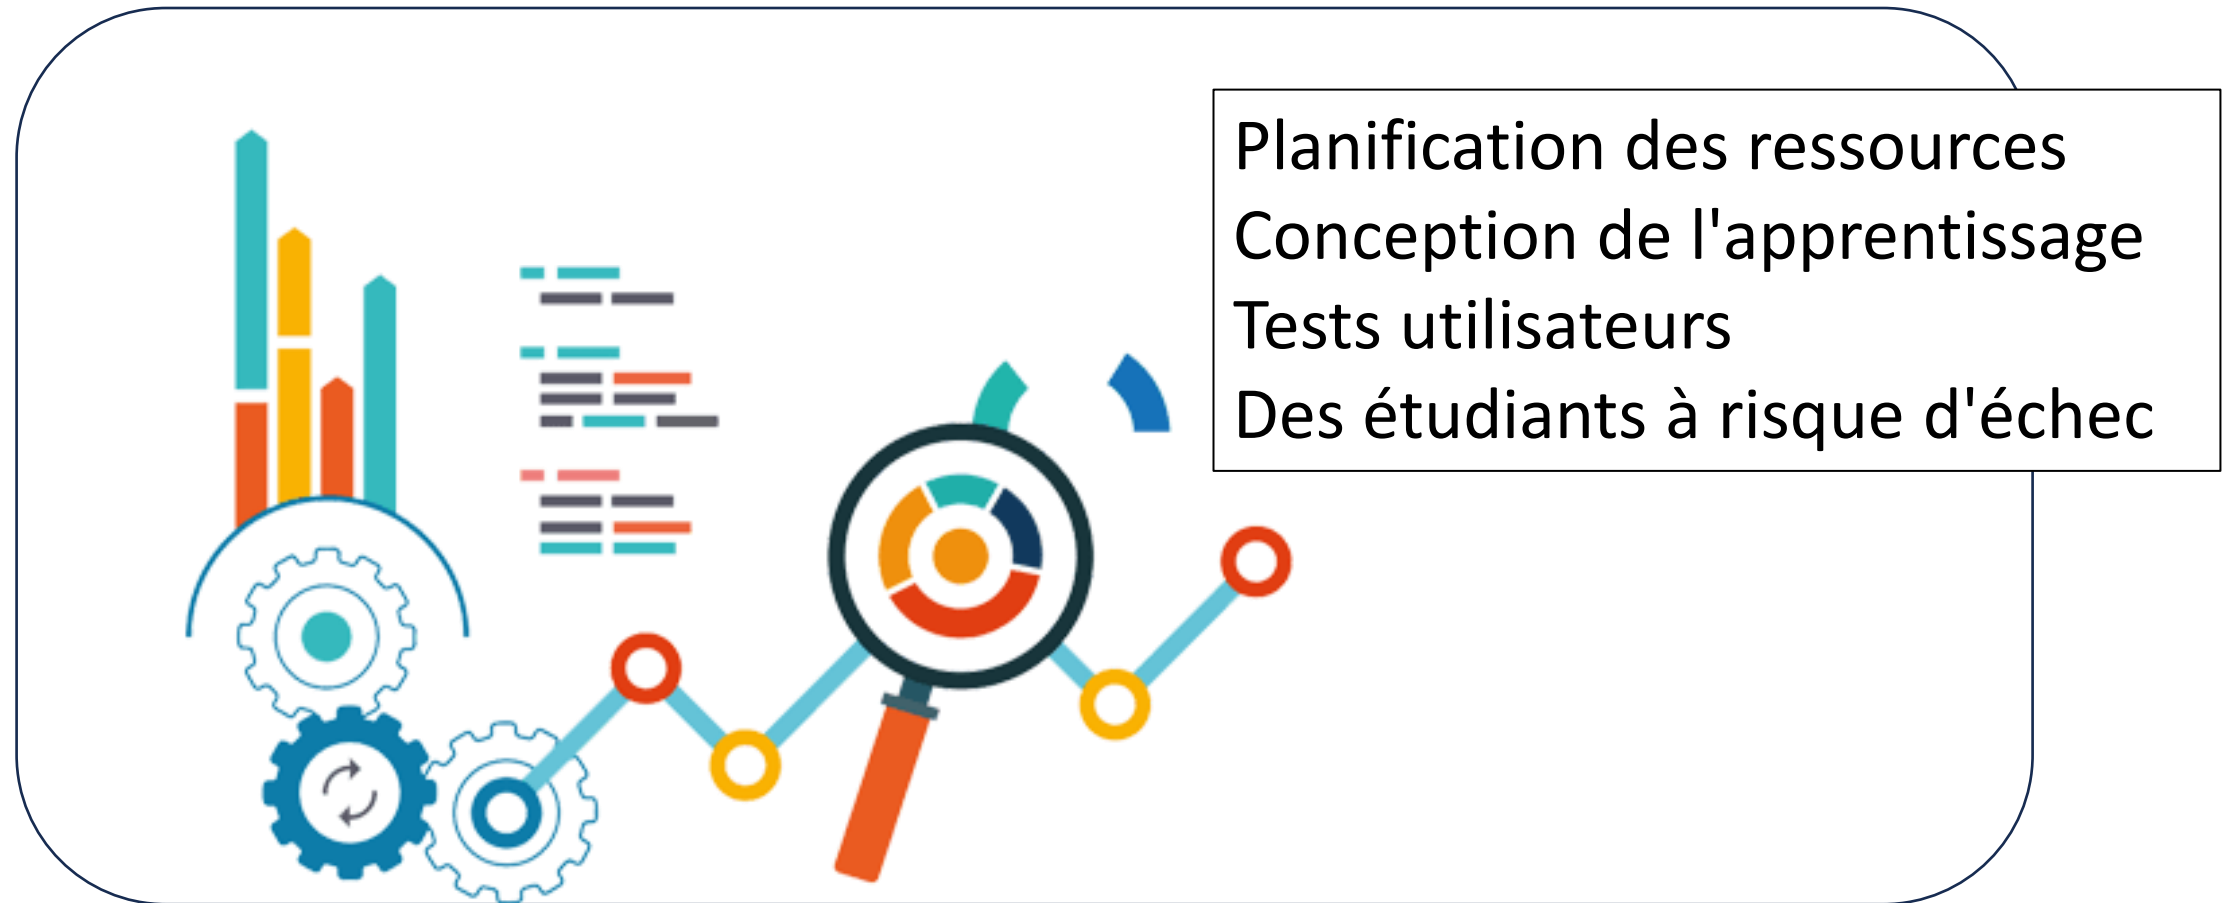 Planification des ressources
Conception de l'apprentissage
Tests utilisateurs
Des étudiants à risque d'échec